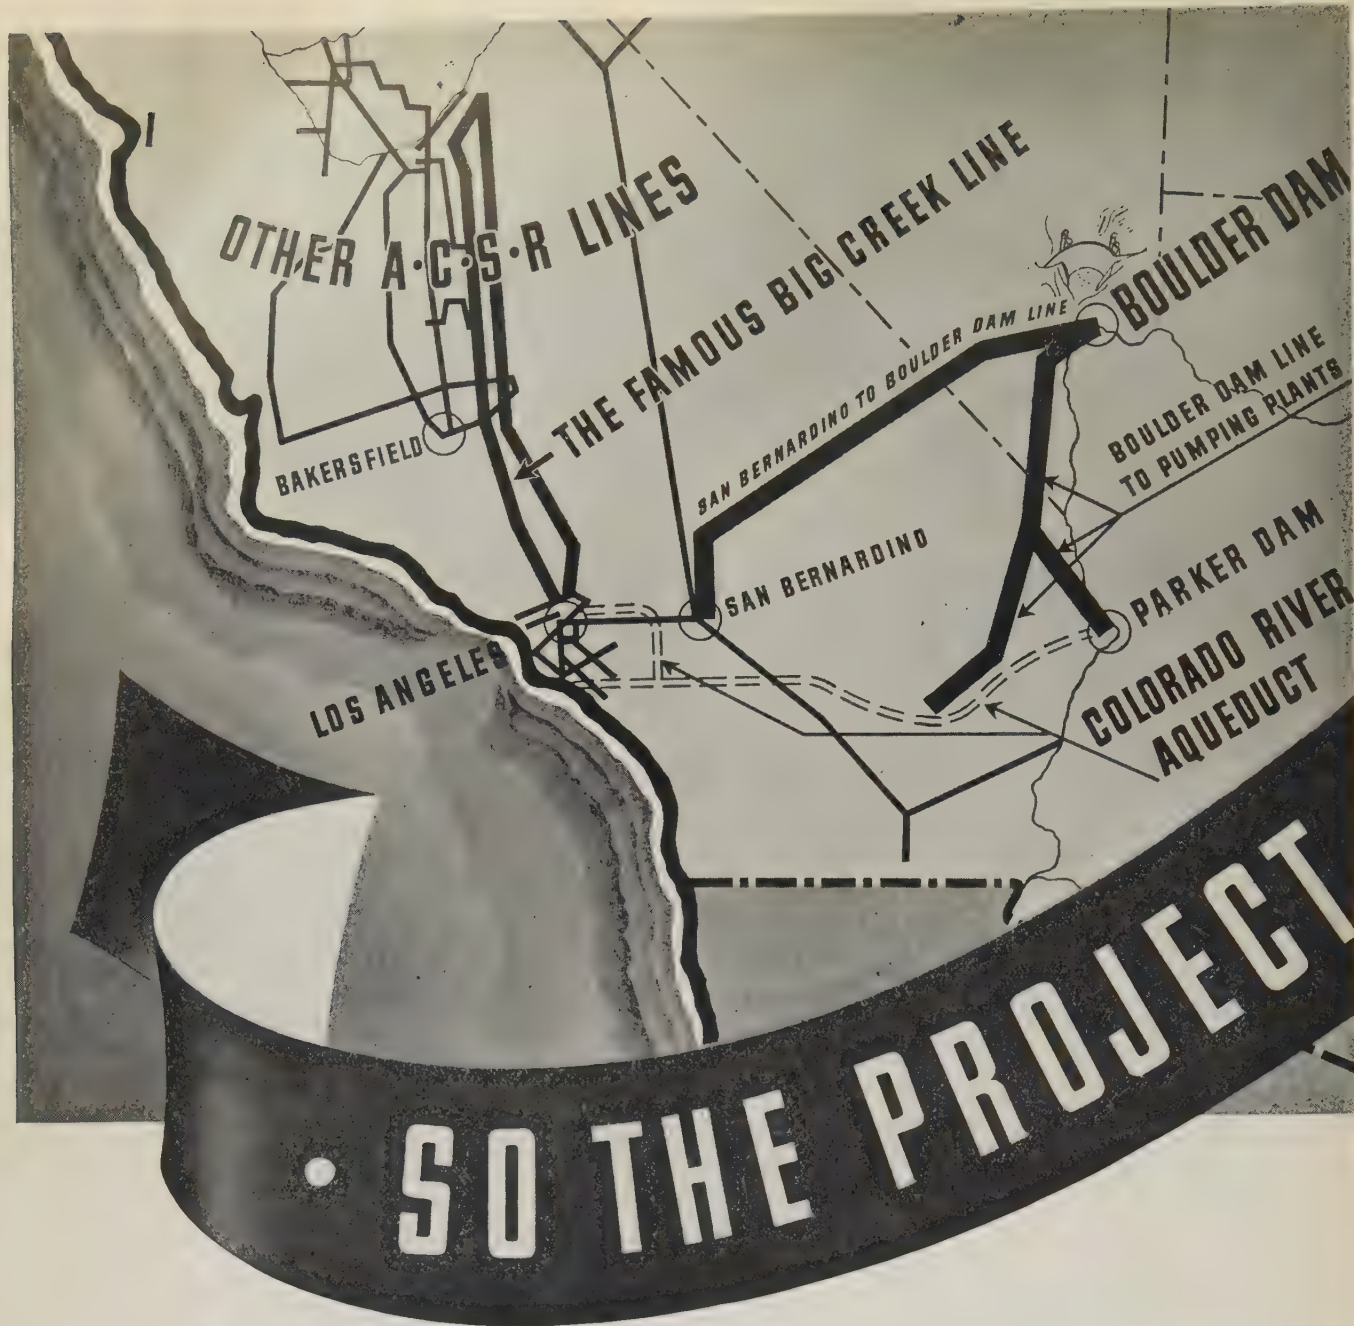 OTHER A·C·S·R LINES
THE FAMOUS BIG CREEK LINE
BOULDER DAM
SAN BERNARDINO TO BOULDER DAM LINE
BOULDER DAM LINE
TO PUMPING PLANTS
BAKERSFIELD
SAN BERNARDINO
PARKER DAM
LOS ANGELES
COLORADO RIVER
AQUEDUCT
· SO THE PROJECT